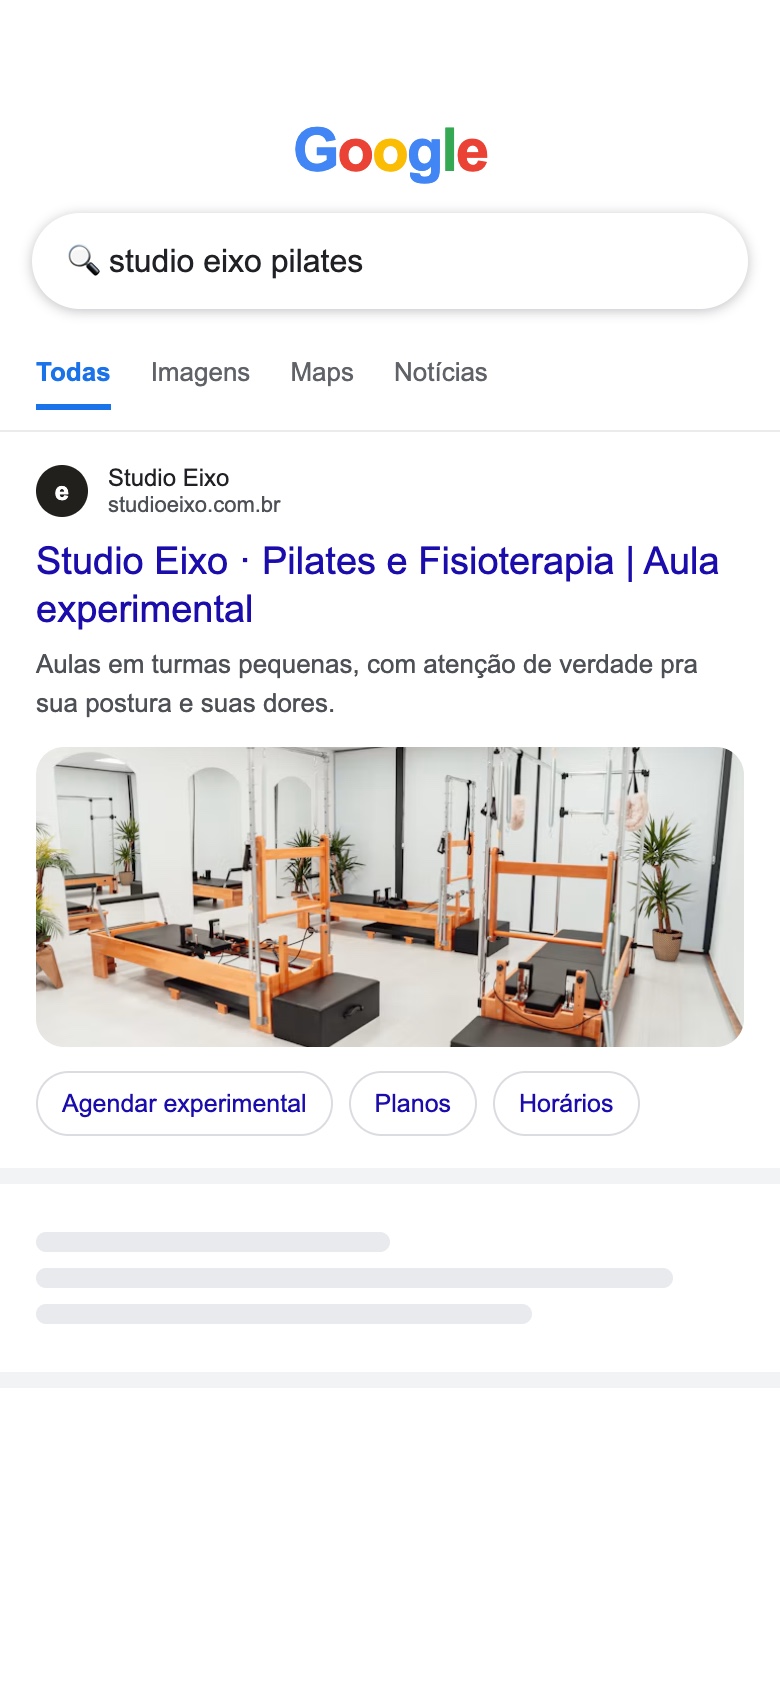 Google
studio eixo pilates
Todas Imagens Maps Notícias
e
Studio Eixo
studioeixo.com.br
Studio Eixo · Pilates e Fisioterapia | Aula
experimental
Aulas em turmas pequenas, com atenção de verdade pra
sua postura e suas dores.
Agendar experimental Planos Horários